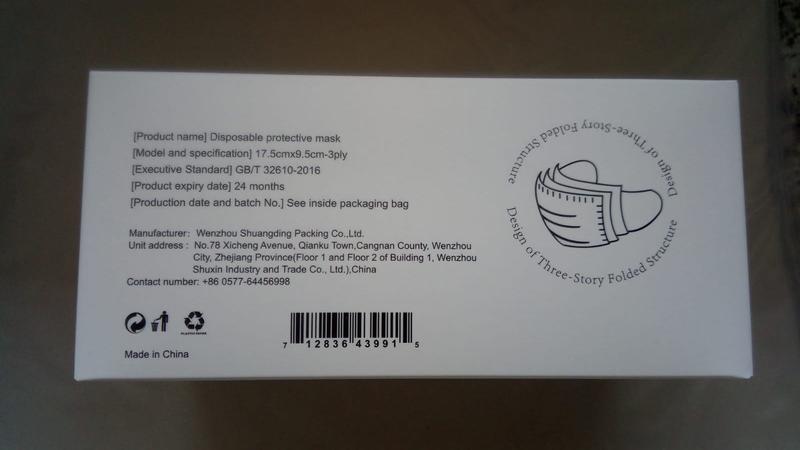 [Product name] Disposable protective mask
[Model and specification] 17.5cmx9.5cm-3ply
[Executive Standard] GB/T 32610-2016
[Product expiry date] 24 months
[Production date and batch No.] See inside packaging bag
Manufacturer: Wenzhou Shuangding Packing Co.,Ltd.
Unit address : No.78 Xicheng Avenue, Qianku Town,Cangnan County, Wenzhou
City, Zhejiang Province(Floor 1 and Floor 2 of Building 1, Wenzhou
Shuxin Industry and Trade Co., Ltd.),China
Contact number: +86 0577-64456998
Made in China
7 12836 43991 5
Design of Three-Story Folded Structure
Design of Three-Story Folded Structure